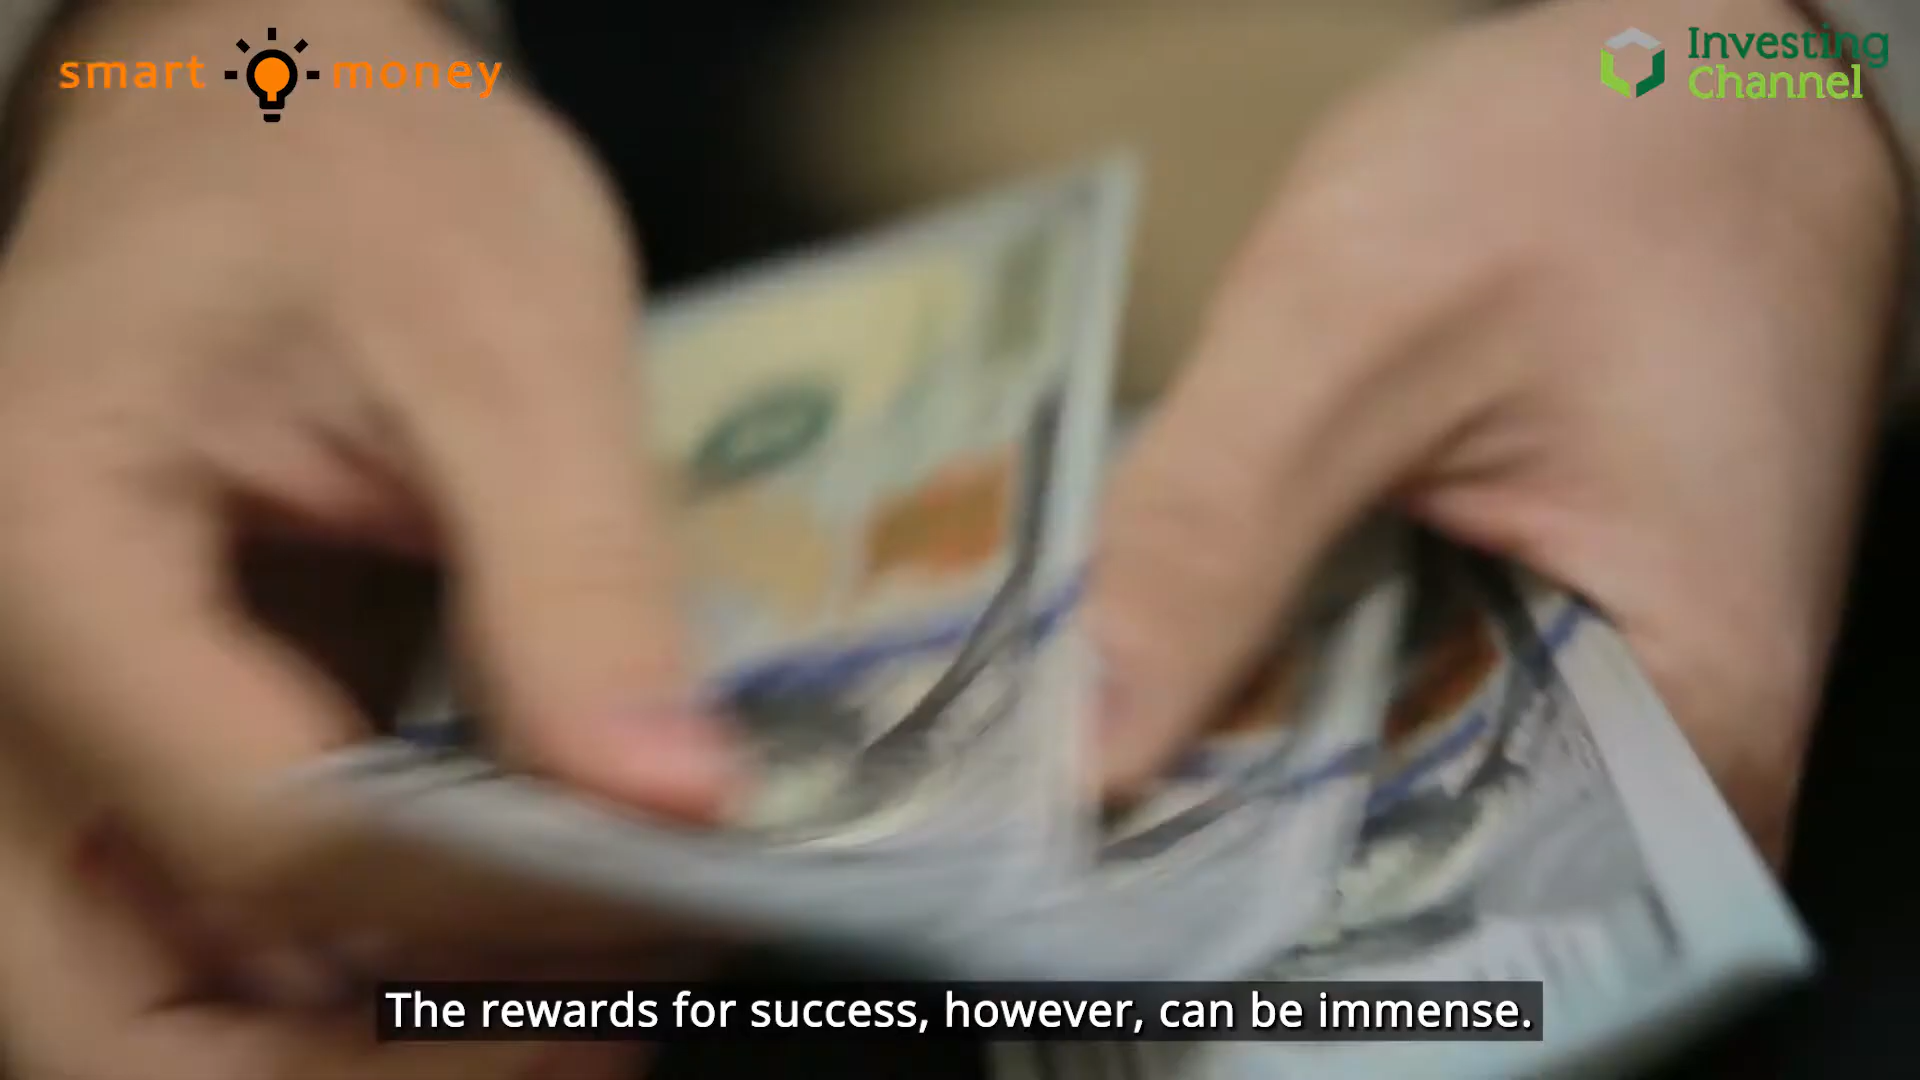 smart money
Investing
Channel
The rewards for success, however, can be immense.